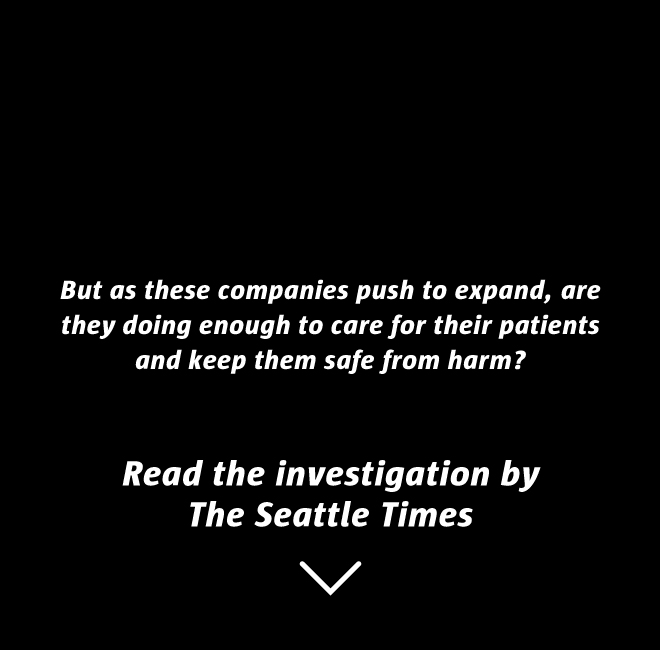 But as these companies push to expand, are
they doing enough to care for their patients
and keep them safe from harm?
Read the investigation by
The Seattle Times